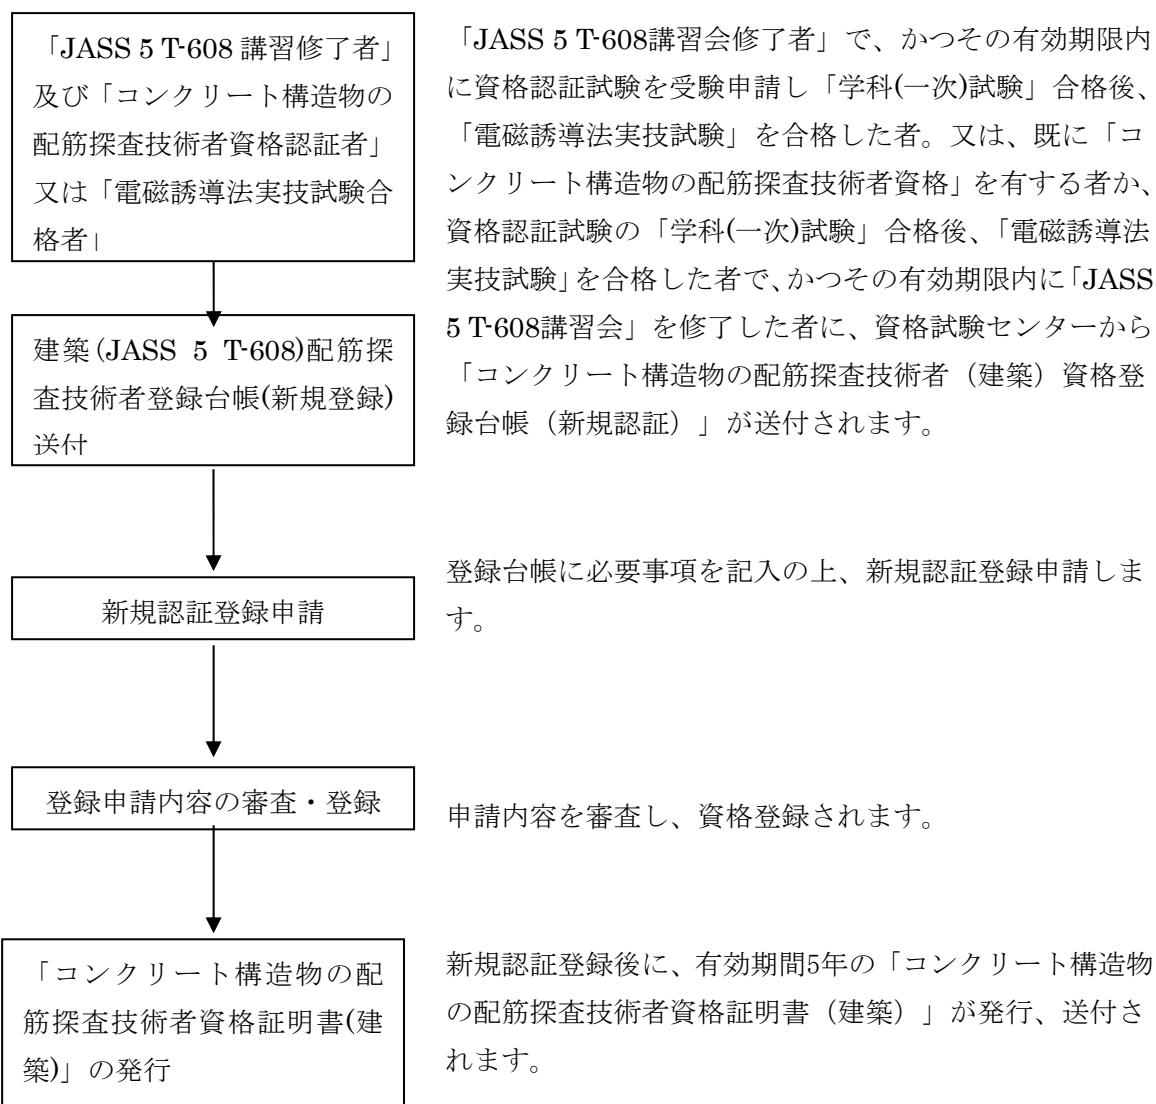 「JASS 5 T-608 講習修了者」
及び「コンクリート構造物の
配筋探査技術者資格認証者」
又は「電磁誘導法実技試験合
格者」
「JASS 5 T-608講習会修了者」で、かつその有効期限内
に資格認証試験を受験申請し「学科(一次)試験」合格後、
「電磁誘導法実技試験」を合格した者。又は、既に「コ
ンクリート構造物の配筋探査技術者資格」を有する者か、
資格認証試験の「学科(一次)試験」合格後、「電磁誘導法
実技試験」を合格した者で、かつその有効期限内に「JASS
5 T-608講習会」を修了した者に、資格試験センターから
「コンクリート構造物の配筋探査技術者（建築）資格登
録台帳（新規認証）」が送付されます。
建築(JASS 5 T-608)配筋探
査技術者登録台帳(新規登録)
送付
新規認証登録申請
登録台帳に必要事項を記入の上、新規認証登録申請しま
す。
登録申請内容の審査・登録
申請内容を審査し、資格登録されます。
「コンクリート構造物の配
筋探査技術者資格証明書(建
築)」の発行
新規認証登録後に、有効期間5年の「コンクリート構造物
の配筋探査技術者資格証明書（建築）」が発行、送付さ
れます。